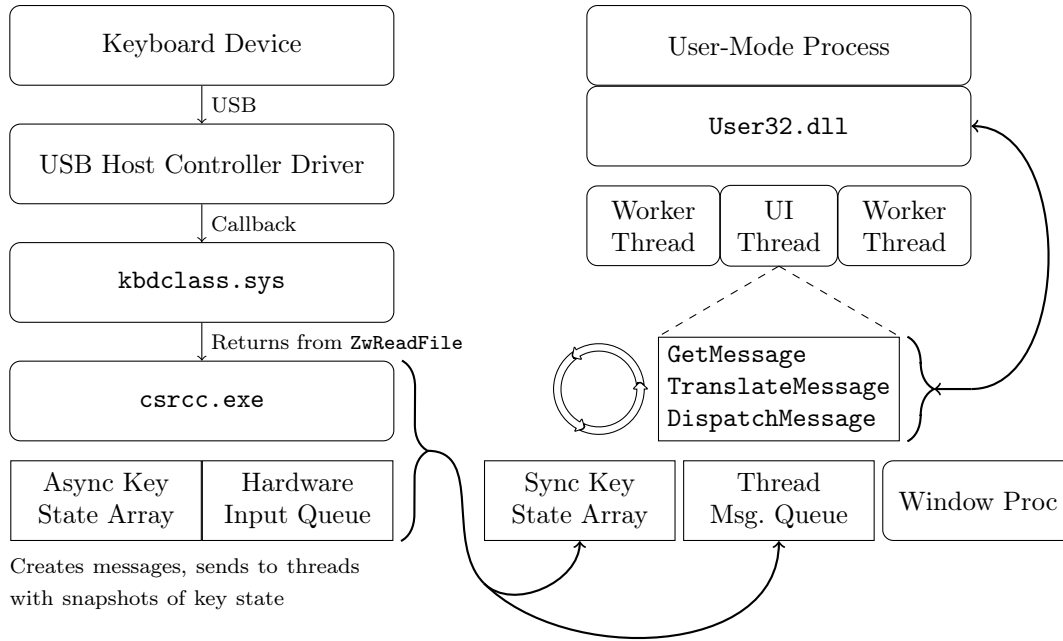 Keyboard Device
USB
USB Host Controller Driver
Callback
kbdclass.sys
Returns from ZwReadFile
csrcc.exe
Async Key
State Array
Hardware
Input Queue
Creates messages, sends to threads
with snapshots of key state
User-Mode Process
User32.dll
Worker
Thread
UI
Thread
Worker
Thread
GetMessage
TranslateMessage
DispatchMessage
Sync Key
State Array
Thread
Msg. Queue
Window Proc